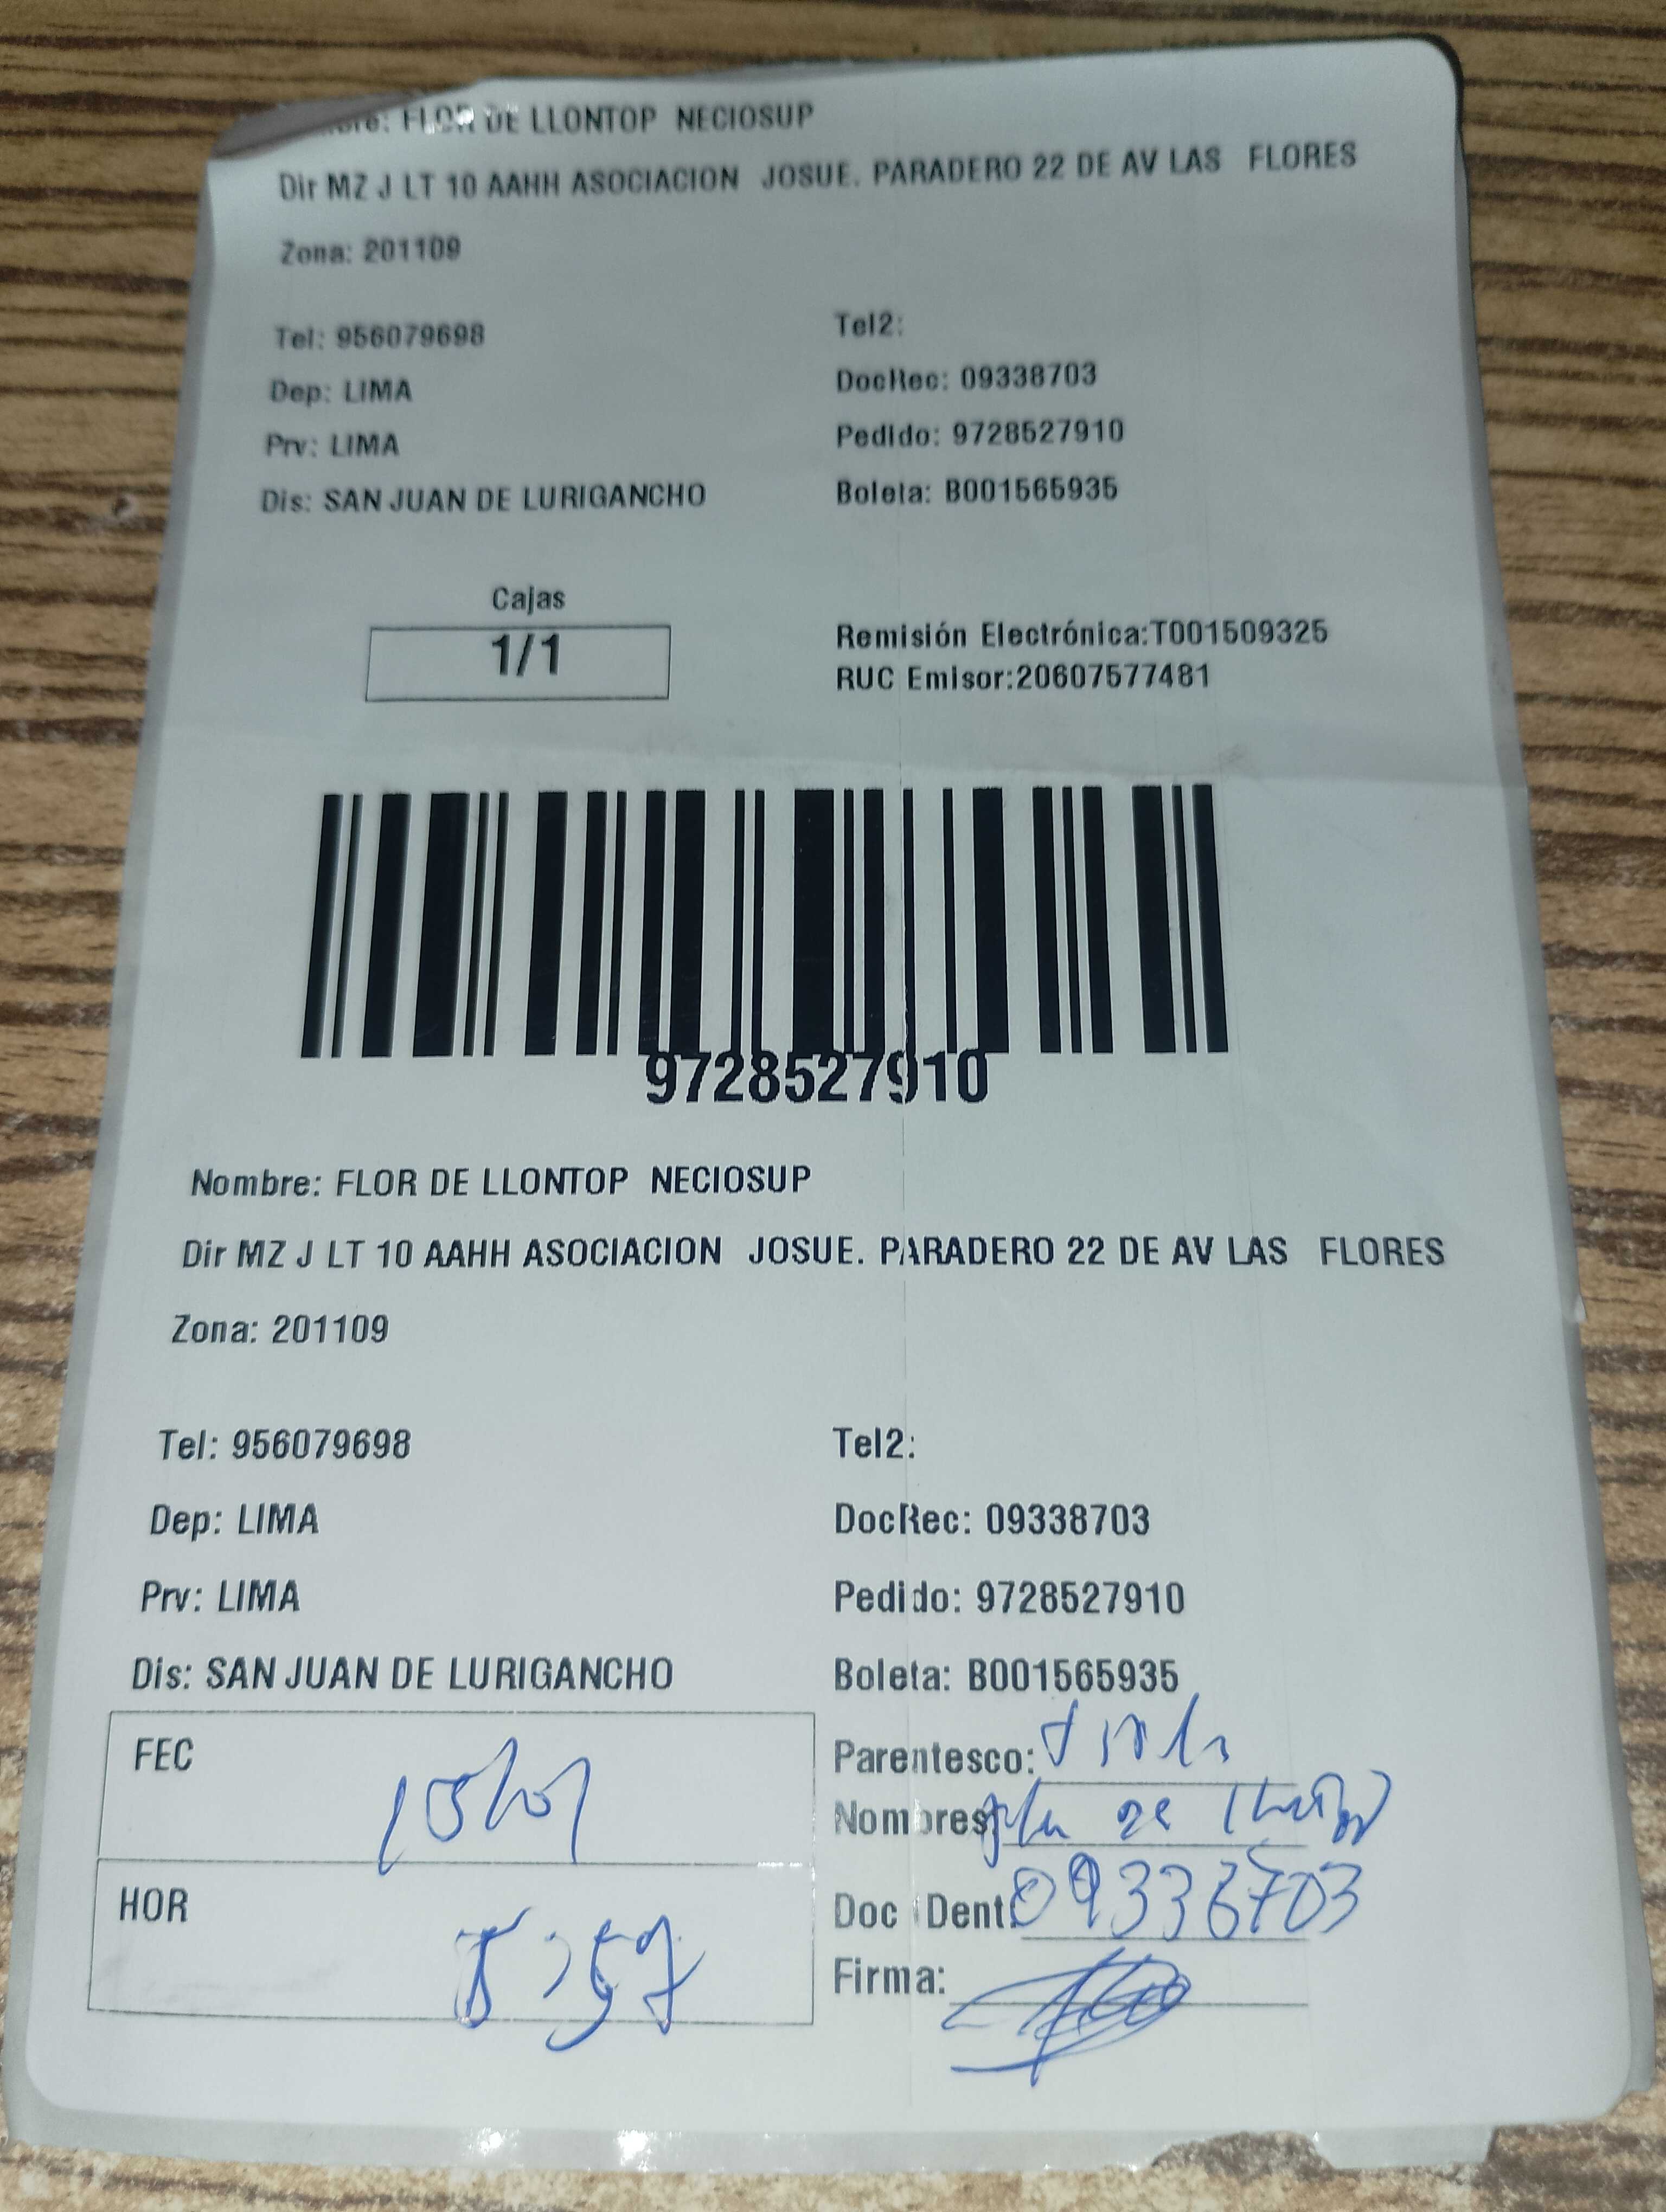 FLOR DE LLONTOP NECIOSUP
Dir MZ J LT 10 AAHH ASOCIACION JOSUE. PARADERO 22 DE AV LAS FLORES
Zona: 201109
Tel: 956079698 Tel2:
Dep: LIMA DocRec: 09338703
Prv: LIMA Pedido: 9728527910
Dis: SAN JUAN DE LURIGANCHO Boleta: B001565935
Cajas
1/1
Remisión Electrónica:T001509325
RUC Emisor:20607577481
9728527910
Nombre: FLOR DE LLONTOP NECIOSUP
Dir MZ J LT 10 AAHH ASOCIACION JOSUE. PARADERO 22 DE AV LAS FLORES
Zona: 201109
Tel: 956079698 Tel2:
Dep: LIMA DocRec: 09338703
Prv: LIMA Pedido: 9728527910
Dis: SAN JUAN DE LURIGANCHO Boleta: B001565935
FEC
HOR
Parentesco:
Nombres
Doc Dent:
Firma: